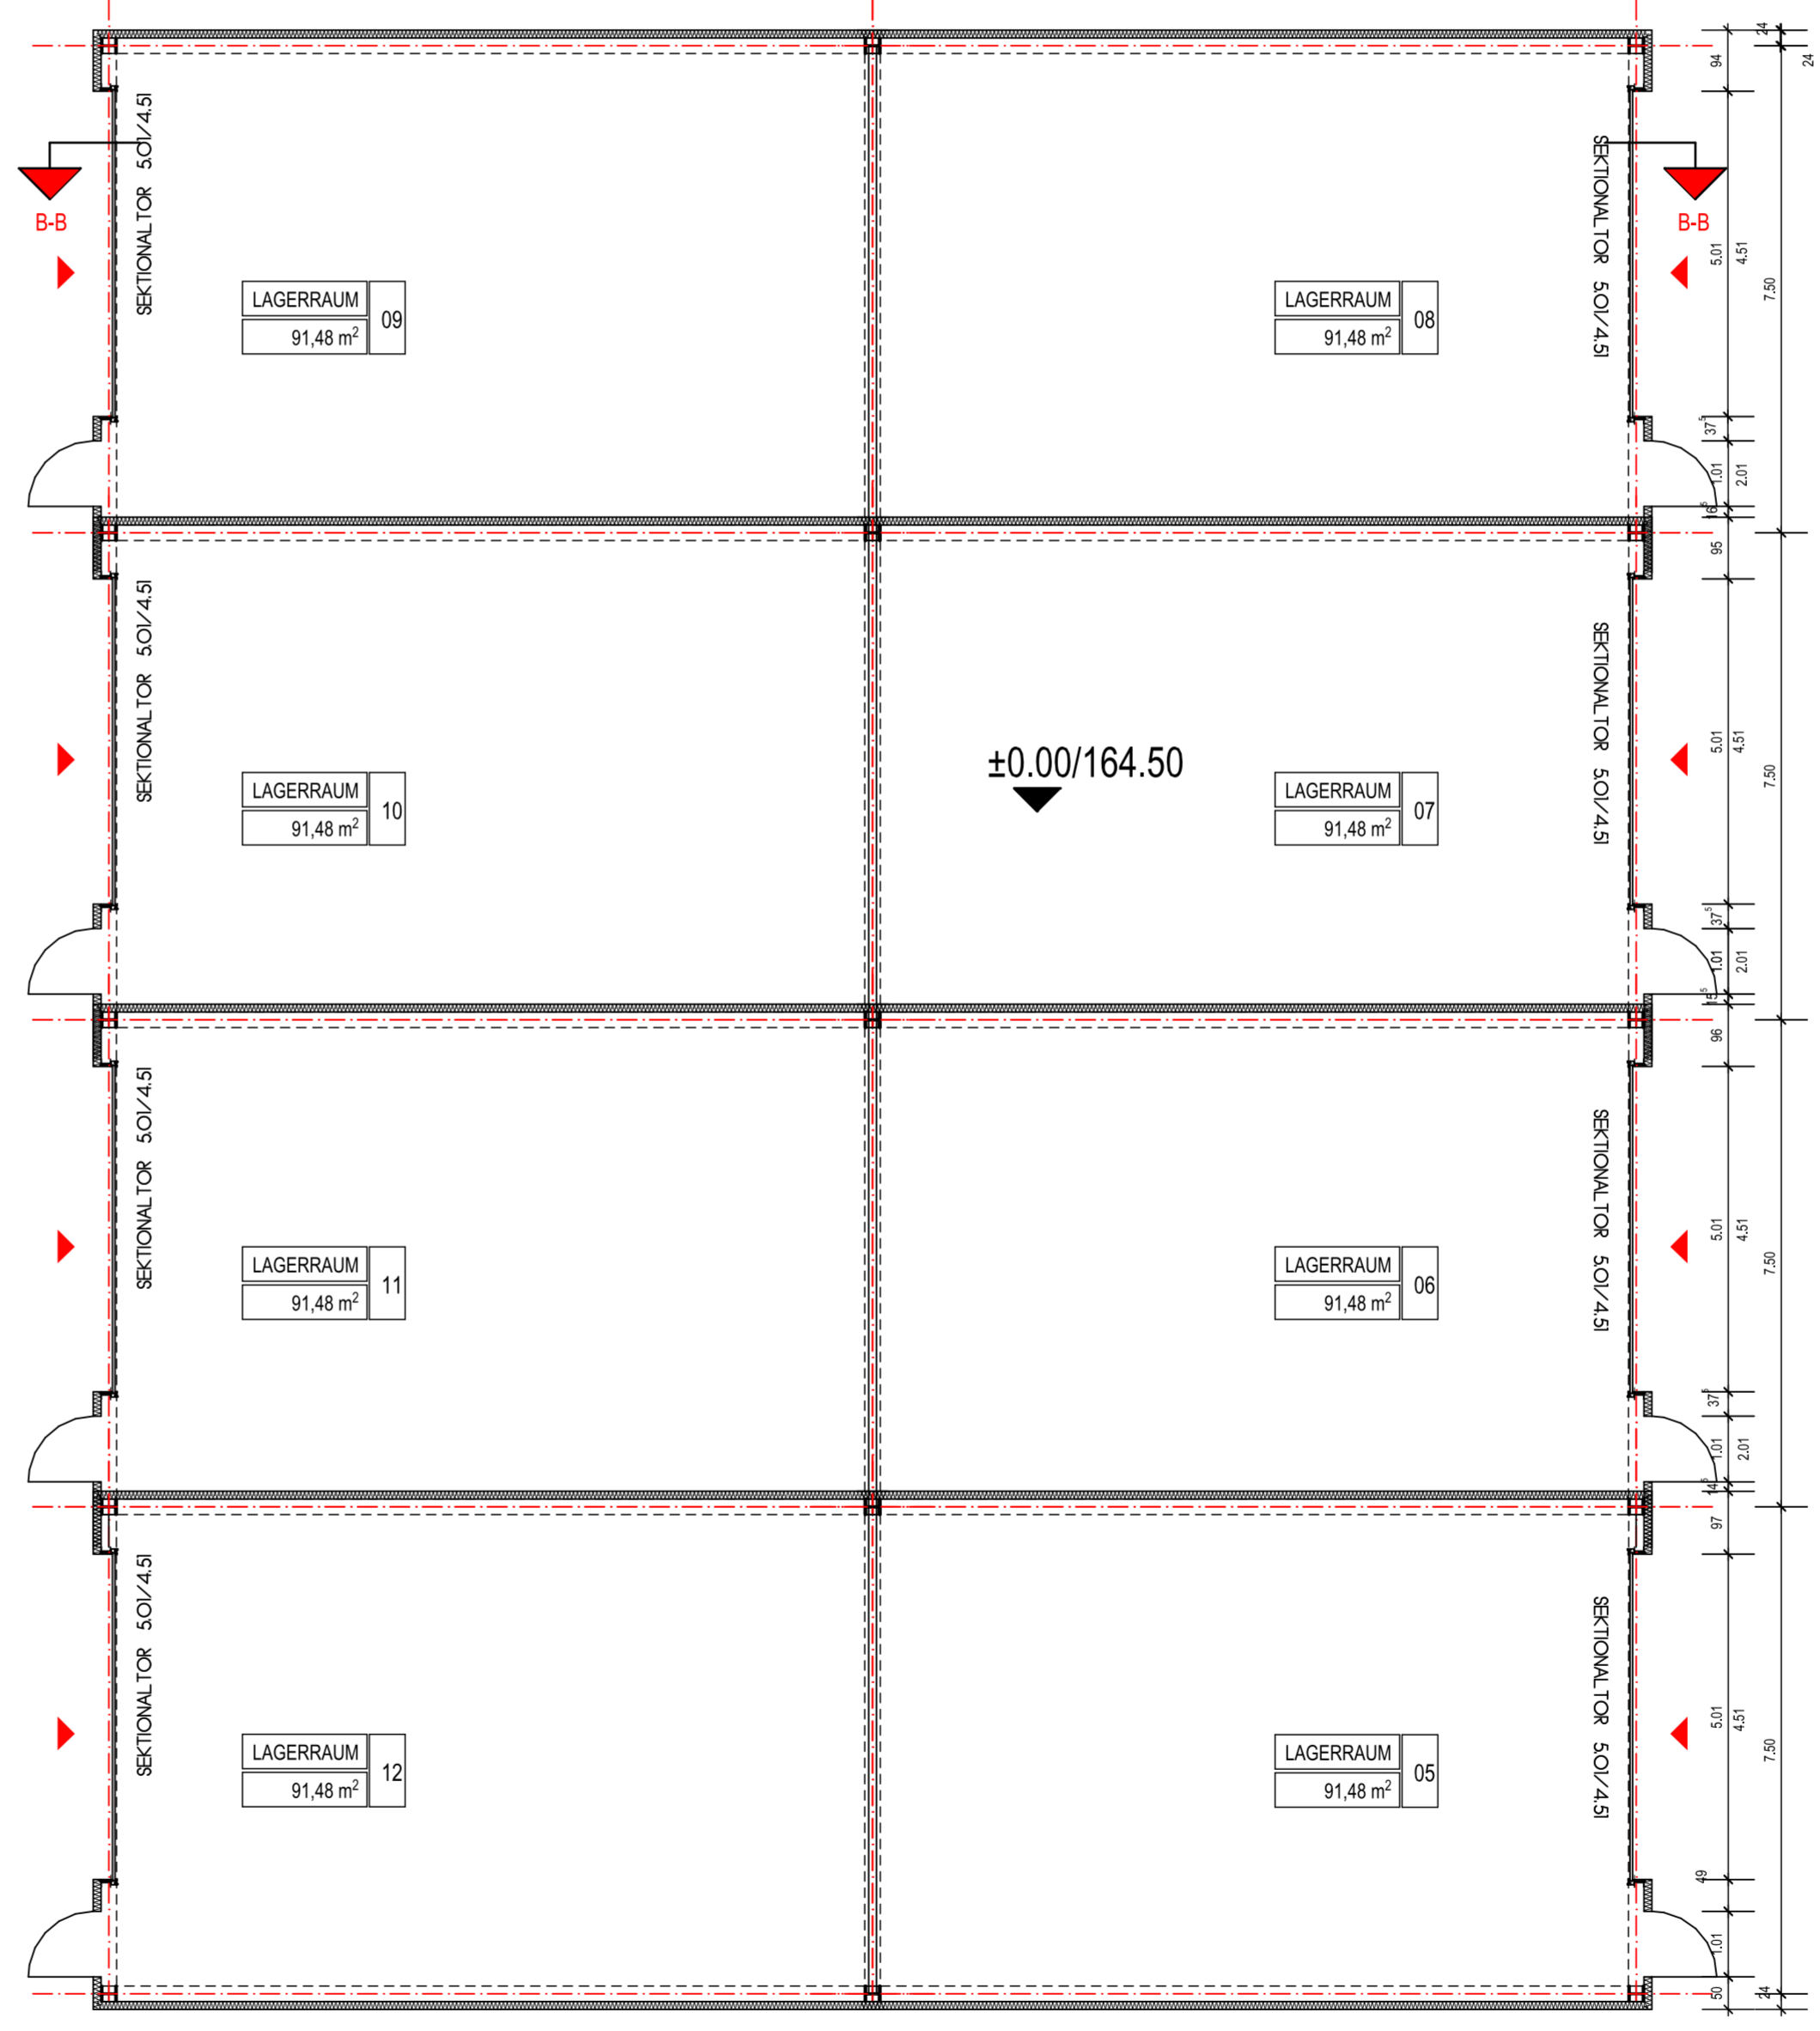 24
94
24
SEKTIONALTOR 5.01/4.51
SEKTIONALTOR 5.01/4.51
B-B
B-B
5.01
4.51
7.50
LAGERRAUM
91,48 m²
09
LAGERRAUM
91,48 m²
08
37⁵
1.01
2.01
16⁵
95
SEKTIONALTOR 5.01/4.51
SEKTIONALTOR 5.01/4.51
±0.00/164.50
5.01
4.51
7.50
LAGERRAUM
91,48 m²
10
LAGERRAUM
91,48 m²
07
37⁵
1.01
2.01
15⁵
96
SEKTIONALTOR 5.01/4.51
SEKTIONALTOR 5.01/4.51
5.01
4.51
7.50
LAGERRAUM
91,48 m²
11
LAGERRAUM
91,48 m²
06
37⁵
1.01
2.01
14⁵
97
SEKTIONALTOR 5.01/4.51
SEKTIONALTOR 5.01/4.51
5.01
4.51
7.50
LAGERRAUM
91,48 m²
12
LAGERRAUM
91,48 m²
05
49
1.01
50
24